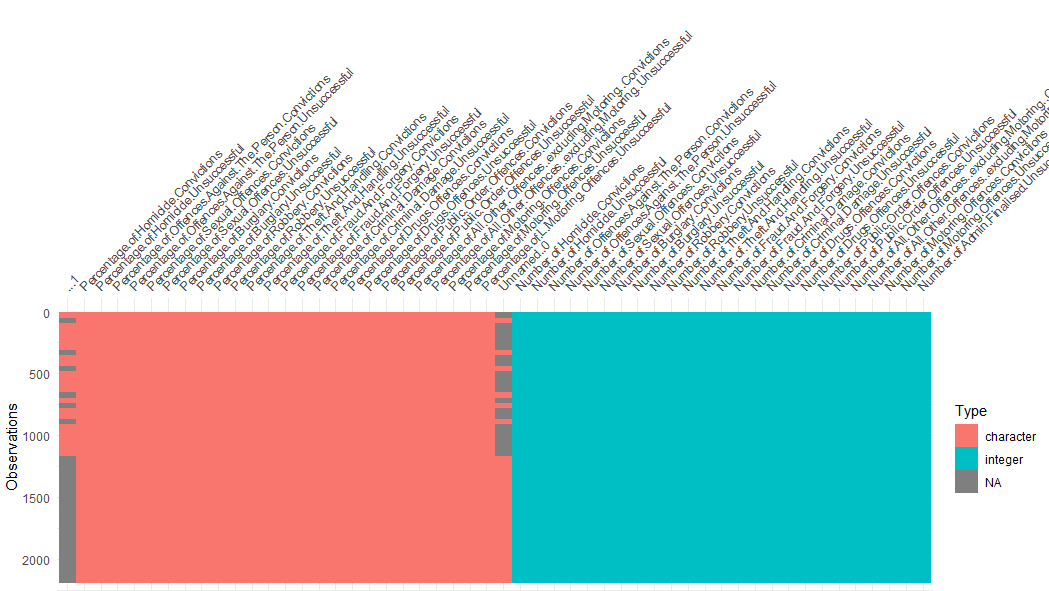 ...1
Percentage.of.Homicide.Convictions
Percentage.of.Homicide.Unsuccessful
Percentage.of.Offences.Against.The.Person.Convictions
Percentage.of.Offences.Against.The.Person.Unsuccessful
Percentage.of.Sexual.Offences.Convictions
Percentage.of.Sexual.Offences.Unsuccessful
Percentage.of.Burglary.Convictions
Percentage.of.Burglary.Unsuccessful
Percentage.of.Robbery.Convictions
Percentage.of.Robbery.Unsuccessful
Percentage.of.Theft.And.Handling.Convictions
Percentage.of.Theft.And.Handling.Unsuccessful
Percentage.of.Fraud.And.Forgery.Convictions
Percentage.of.Fraud.And.Forgery.Unsuccessful
Percentage.of.Criminal.Damage.Convictions
Percentage.of.Criminal.Damage.Unsuccessful
Percentage.of.Drugs.Offences.Convictions
Percentage.of.Drugs.Offences.Unsuccessful
Percentage.of.Public.Order.Offences.Convictions
Percentage.of.Public.Order.Offences.Unsuccessful
Percentage.of.All.Other.Offences..excluding.Motoring..Convictions
Percentage.of.All.Other.Offences..excluding.Motoring..Unsuccessful
Percentage.of.Motoring.Offences.Convictions
Percentage.of.Motoring.Offences.Unsuccessful
Percentage.of.L.Motoring.Offences.Unsuccessful
Unnamed..0
Number.of.Homicide.Convictions
Number.of.Homicide.Unsuccessful
Number.of.Offences.Against.The.Person.Convictions
Number.of.Offences.Against.The.Person.Unsuccessful
Number.of.Sexual.Offences.Convictions
Number.of.Sexual.Offences.Unsuccessful
Number.of.Burglary.Convictions
Number.of.Burglary.Unsuccessful
Number.of.Robbery.Convictions
Number.of.Robbery.Unsuccessful
Number.of.Theft.And.Handling.Convictions
Number.of.Theft.And.Handling.Unsuccessful
Number.of.Fraud.And.Forgery.Convictions
Number.of.Fraud.And.Forgery.Unsuccessful
Number.of.Criminal.Damage.Convictions
Number.of.Criminal.Damage.Unsuccessful
Number.of.Drugs.Offences.Convictions
Number.of.Drugs.Offences.Unsuccessful
Number.of.Public.Order.Offences.Convictions
Number.of.Public.Order.Offences.Unsuccessful
Number.of.All.Other.Offences..excluding.Motoring..
Number.of.All.Other.Offences..excluding.
Number.of.Motoring.Offences.Convictions
Number.of.Motoring.Offences.
Number.of.Admin.Finalised.
0
500
1000
1500
2000
Observations
Type
character
integer
NA